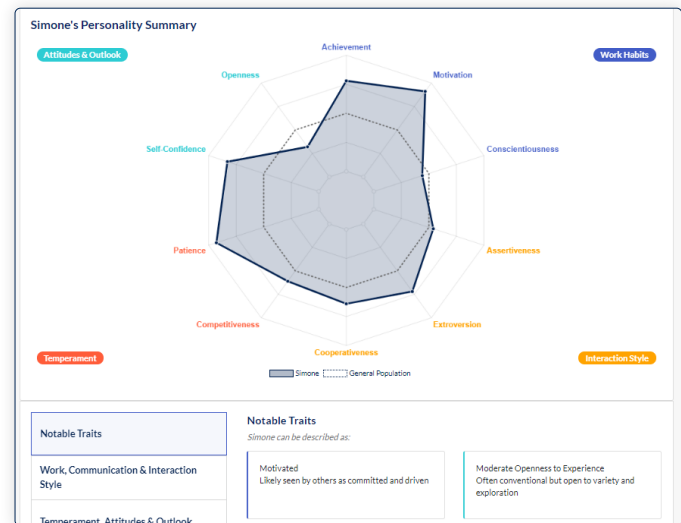 Simone's Personality Summary
Attitudes & Outlook
Achievement
Work Habits
Openness
Motivation
Self-Confidence
Conscientiousness
Patience
Assertiveness
Competitiveness
Extroversion
Cooperativeness
Temperament
Interaction Style
Simone
General Population
Notable Traits
Work, Communication & Interaction
Style
Temperament, Attitudes & Outlook
Notable Traits
Simone can be described as:
Motivated
Likely seen by others as committed and driven
Moderate Openness to Experience
Often conventional but open to variety and
exploration